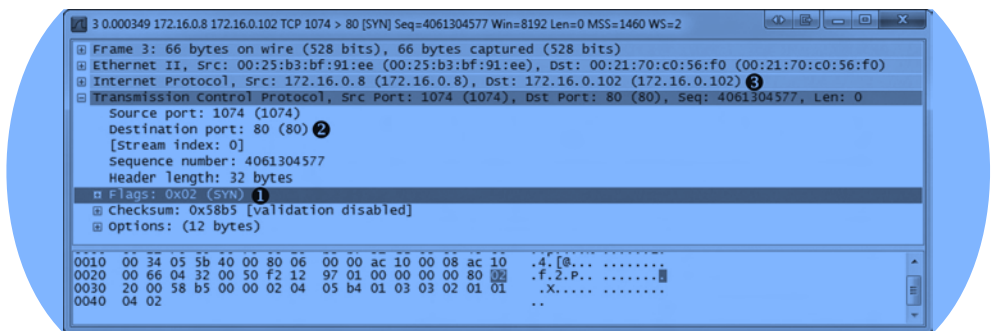 3 0.000349 172.16.0.8 172.16.0.102 TCP 1074 > 80 [SYN] Seq=4061304577 Win=8192 Len=0 MSS=1460 WS=2
Frame 3: 66 bytes on wire (528 bits), 66 bytes captured (528 bits)
Ethernet II, Src: 00:25:b3:bf:91:ee (00:25:b3:bf:91:ee), Dst: 00:21:70:c0:56:f0 (00:21:70:c0:56:f0)
Internet Protocol, Src: 172.16.0.8 (172.16.0.8), Dst: 172.16.0.102 (172.16.0.102) ❸
Transmission Control Protocol, Src Port: 1074 (1074), Dst Port: 80 (80), Seq: 4061304577, Len: 0
Source port: 1074 (1074)
Destination port: 80 (80) ❷
[Stream index: 0]
Sequence number: 4061304577
Header length: 32 bytes
Flags: 0x02 (SYN) ❶
Checksum: 0x58b5 [validation disabled]
Options: (12 bytes)
0010 00 34 05 5b 40 00 80 06 00 00 ac 10 00 08 ac 10 .4.[@... ........
0020 00 66 04 32 00 50 f2 12 97 01 00 00 00 00 80 02 .f.2.P.. ........
0030 20 00 58 b5 00 00 02 04 05 b4 01 03 03 02 01 01 .X..... ........
0040 04 02 ..